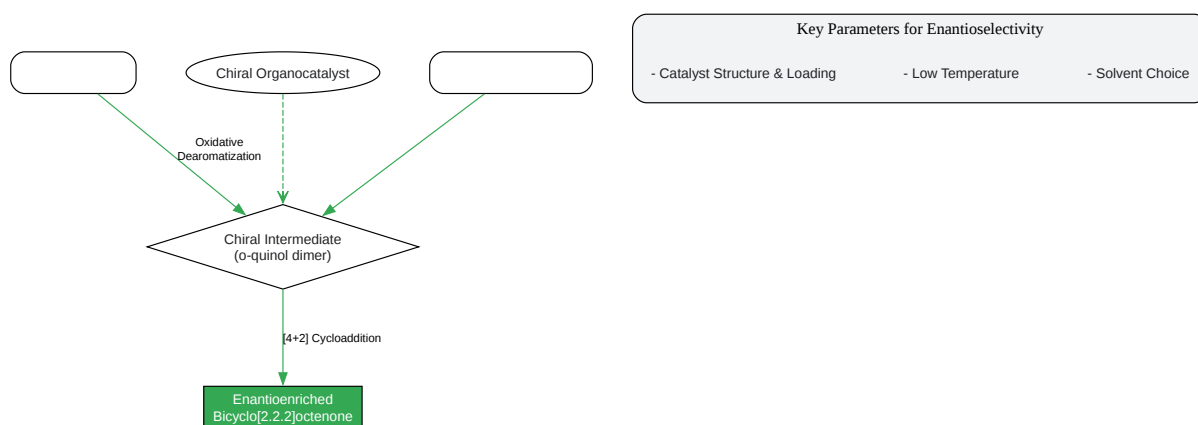 Key Parameters for Enantioselectivity
- Catalyst Structure & Loading
- Low Temperature
- Solvent Choice
Chiral Organocatalyst
Oxidative
Dearomatization
Chiral Intermediate
(o-quinol dimer)
[4+2] Cycloaddition
Enantioenriched
Bicyclo[2.2.2]octenone